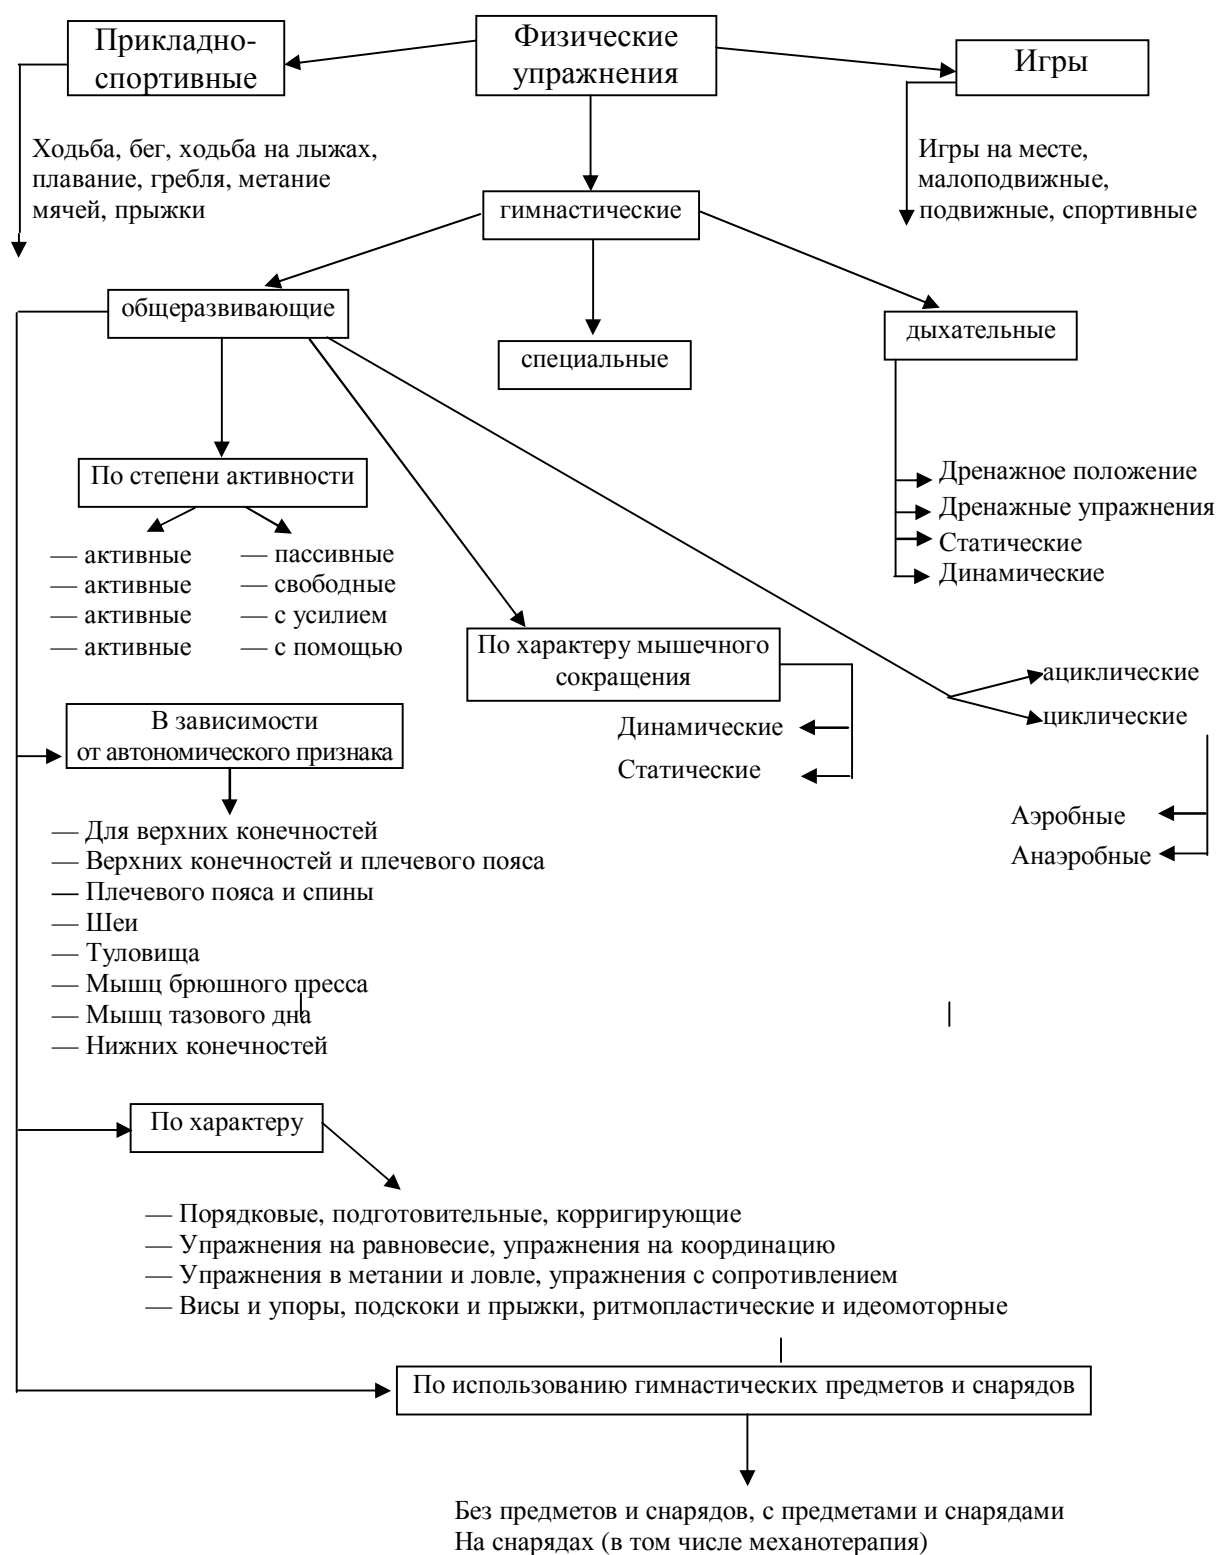 Прикладно-
спортивные
Физические
упражнения
Игры
Ходьба, бег, ходьба на лыжах,
плавание, гребля, метание
мячей, прыжки
Игры на месте,
малоподвижные,
подвижные, спортивные
гимнастические
общеразвивающие
специальные
дыхательные
По степени активности
— активные — пассивные
— активные — свободные
— активные — с усилием
— активные — с помощью
Дренажное положение
Дренажные упражнения
Статические
Динамические
По характеру мышечного
сокращения
Динамические
Статические
ациклические
циклические
Аэробные
Анаэробные
В зависимости
от автономического признака
— Для верхних конечностей
— Верхних конечностей и плечевого пояса
— Плечевого пояса и спины
— Шеи
— Туловища
— Мышц брюшного пресса
— Мышц тазового дна
— Нижних конечностей
По характеру
— Порядковые, подготовительные, корригирующие
— Упражнения на равновесие, упражнения на координацию
— Упражнения в метании и ловле, упражнения с сопротивлением
— Висы и упоры, подскоки и прыжки, ритмопластические и идеомоторные
По использованию гимнастических предметов и снарядов
Без предметов и снарядов, с предметами и снарядами
На снарядах (в том числе механотерапия)